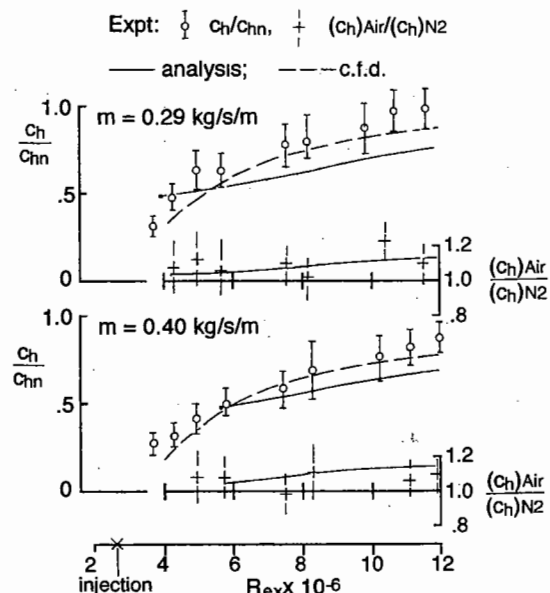 Expt: ch/chn, (ch)Air/(ch)N2
analysis; c.f.d.
1.0
ch
chn
m = 0.29 kg/s/m
.5
0
1.2
1.0
.8
(ch)Air
(ch)N2
1.0
ch
chn
m = 0.40 kg/s/m
.5
0
1.2
1.0
.8
(ch)Air
(ch)N2
2 4 6 8 10 12
injection Rex x 10-6